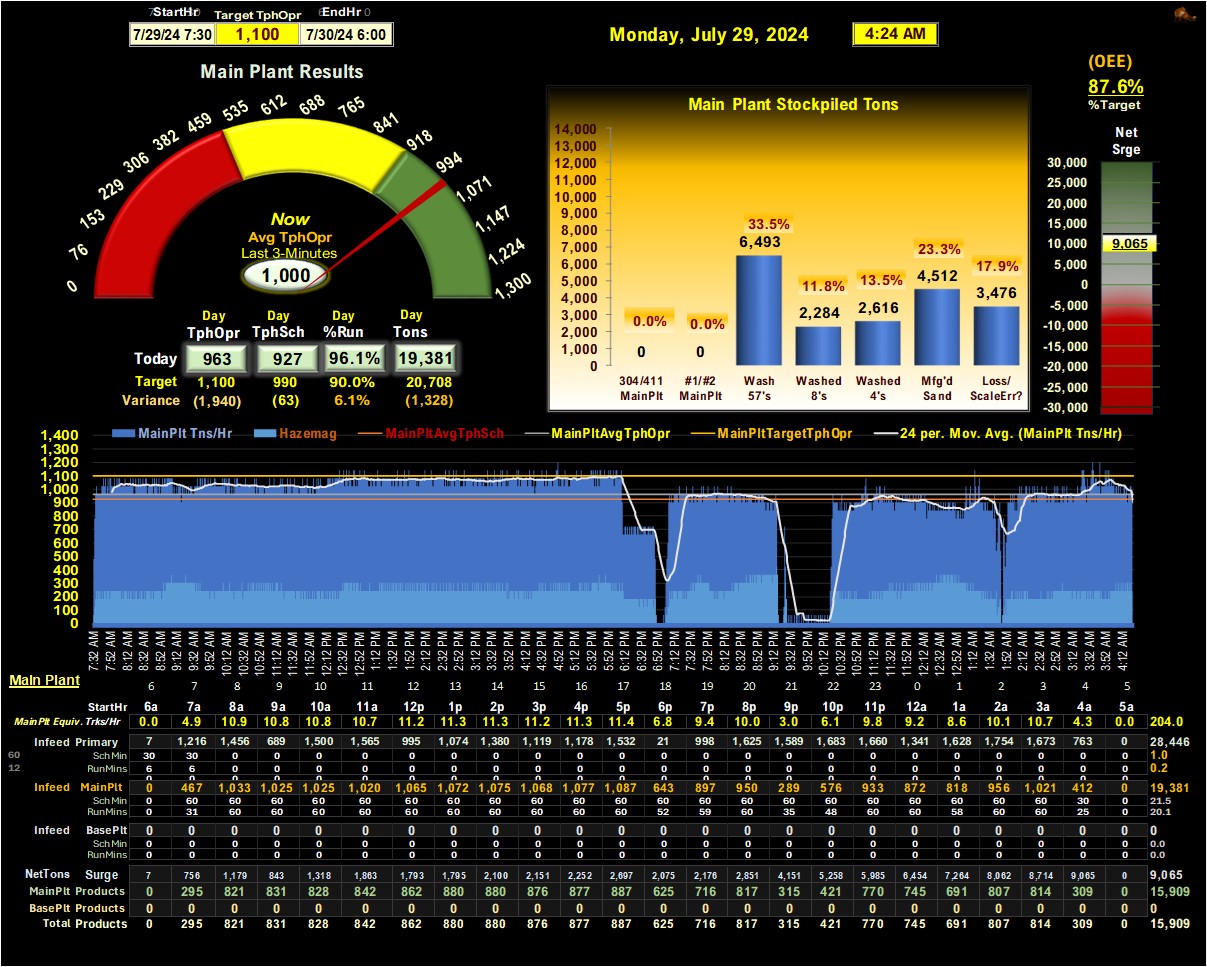 StartHr Target TphOpr EndHr
7/29/24 7:30 1,100 7/30/24 6:00
Monday, July 29, 2024 4:24 AM
(OEE)
87.6%
%Target
Main Plant Results
0 76 153 229 306 382 459 535 612 688 765 841 918 994 1,071 1,147 1,224 1,300
Now
Avg TphOpr
Last 3-Minutes
1,000
Day Day Day Day
TphOpr TphSch %Run Tons
Today 963 927 96.1% 19,381
Target 1,100 990 90.0% 20,708
Variance (1,940) (63) 6.1% (1,328)
Main Plant Stockpiled Tons
14,000
13,000
12,000
11,000
10,000
9,000
8,000
7,000
6,000
5,000
4,000
3,000
2,000
1,000
0
0.0% 0.0% 33.5% 11.8% 13.5% 23.3% 17.9%
0 0 6,493 2,284 2,616 4,512 3,476
304/411 #1/#2 Wash Washed Washed Mfg'd Loss/
MainPlt MainPlt 57's 8's 4's Sand ScaleErr?
Net
Srge
30,000
25,000
20,000
15,000
10,000
5,000
0
-5,000
-10,000
-15,000
-20,000
-25,000
-30,000
9,065
MainPlt Tns/Hr Hazemag MainPltAvgTphSch MainPltAvgTphOpr MainPltTargetTphOpr 24 per. Mov. Avg. (MainPlt Tns/Hr)
1,400
1,300
1,200
1,100
1,000
900
800
700
600
500
400
300
200
100
0
7:32 AM 7:52 AM 8:12 AM 8:32 AM 8:52 AM 9:12 AM 9:32 AM 9:52 AM 10:12 AM 10:32 AM 10:52 AM 11:12 AM 11:32 AM 11:52 AM 12:12 PM 12:32 PM 12:52 PM 1:12 PM 1:32 PM 1:52 PM 2:12 PM 2:32 PM 2:52 PM 3:12 PM 3:32 PM 3:52 PM 4:12 PM 4:32 PM 4:52 PM 5:12 PM 5:32 PM 5:52 PM 6:12 PM 6:32 PM 6:52 PM 7:12 PM 7:32 PM 7:52 PM 8:12 PM 8:32 PM 8:52 PM 9:12 PM 9:32 PM 9:52 PM 10:12 PM 10:32 PM 10:52 PM 11:12 PM 11:32 PM 11:52 PM 12:12 AM 12:32 AM 12:52 AM 1:12 AM 1:32 AM 1:52 AM 2:12 AM 2:32 AM 2:52 AM 3:12 AM 3:32 AM 3:52 AM 4:12 AM
Main Plant
6 7 8 9 10 11 12 13 14 15 16 17 18 19 20 21 22 23 0 1 2 3 4 5
StartHr 6a 7a 8a 9a 10a 11a 12p 1p 2p 3p 4p 5p 6p 7p 8p 9p 10p 11p 12a 1a 2a 3a 4a 5a
MainPlt Equiv. Trks/Hr 0.0 4.9 10.9 10.8 10.8 10.7 11.2 11.3 11.3 11.2 11.3 11.4 6.8 9.4 10.0 3.0 6.1 9.8 9.2 8.6 10.1 10.7 4.3 0.0 204.0
Infeed Primary 7 1,216 1,456 689 1,500 1,565 995 1,074 1,380 1,119 1,178 1,532 21 998 1,625 1,589 1,683 1,660 1,341 1,628 1,754 1,673 763 0 28,446
60 SchMin 30 30 0 0 0 0 0 0 0 0 0 0 0 0 0 0 0 0 0 0 0 0 0 0 1.0
12 RunMins 6 6 0 0 0 0 0 0 0 0 0 0 0 0 0 0 0 0 0 0 0 0 0 0 0.2
Infeed MainPlt 0 467 1,033 1,025 1,025 1,020 1,065 1,072 1,075 1,068 1,077 1,087 643 897 950 289 576 933 872 818 956 1,021 412 0 19,381
SchMin 0 60 60 60 60 60 60 60 60 60 60 60 60 60 60 60 60 60 60 60 60 60 30 0 21.5
RunMins 0 31 60 60 60 60 60 60 60 60 60 60 52 59 60 35 48 60 60 58 60 60 25 0 20.1
Infeed BasePlt 0 0 0 0 0 0 0 0 0 0 0 0 0 0 0 0 0 0 0 0 0 0 0 0 0
SchMin 0 0 0 0 0 0 0 0 0 0 0 0 0 0 0 0 0 0 0 0 0 0 0 0 0.0
RunMins 0 0 0 0 0 0 0 0 0 0 0 0 0 0 0 0 0 0 0 0 0 0 0 0 0.0
NetTons Surge 7 756 1,179 843 1,318 1,863 1,793 1,795 2,100 2,151 2,252 2,697 2,075 2,176 2,851 4,151 5,258 5,985 6,454 7,264 8,062 8,714 9,065 0 9,065
MainPlt Products 0 295 821 831 828 842 862 880 880 876 877 887 625 716 817 315 421 770 745 691 807 814 309 0 15,909
BasePlt Products 0 0 0 0 0 0 0 0 0 0 0 0 0 0 0 0 0 0 0 0 0 0 0 0 0
Total Products 0 295 821 831 828 842 862 880 880 876 877 887 625 716 817 315 421 770 745 691 807 814 309 0 15,909